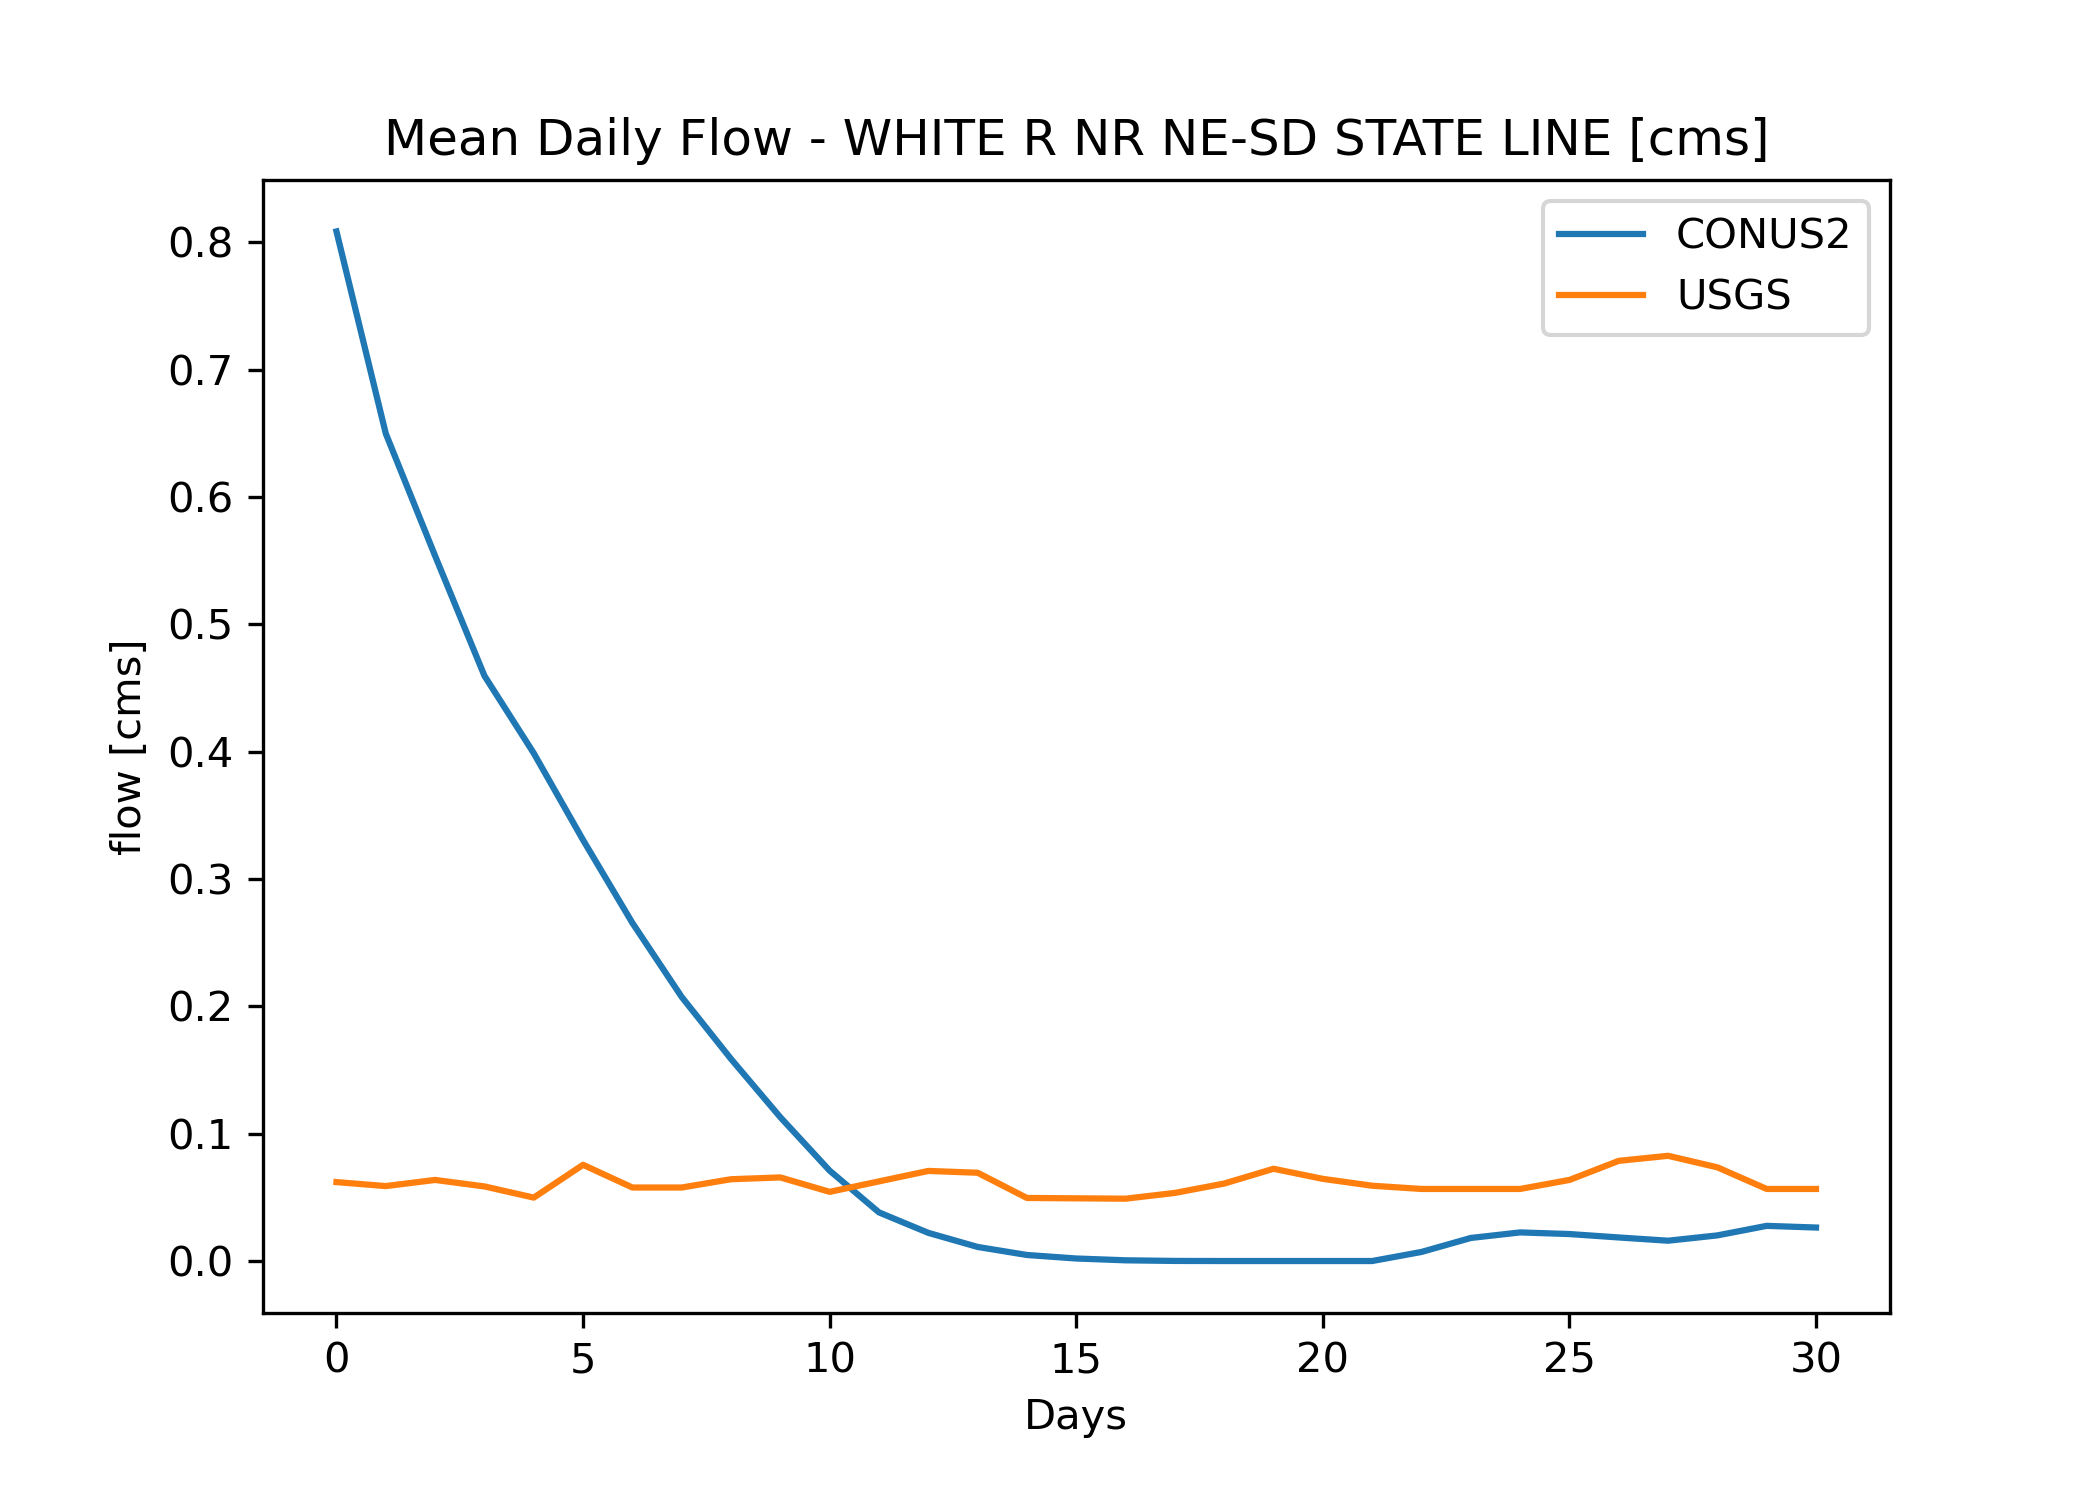 Mean Daily Flow - WHITE R NR NE-SD STATE LINE [cms]
CONUS2
USGS
0.8
0.7
0.6
0.5
0.4
0.3
0.2
0.1
0.0
flow [cms]
0 5 10 15 20 25 30
Days